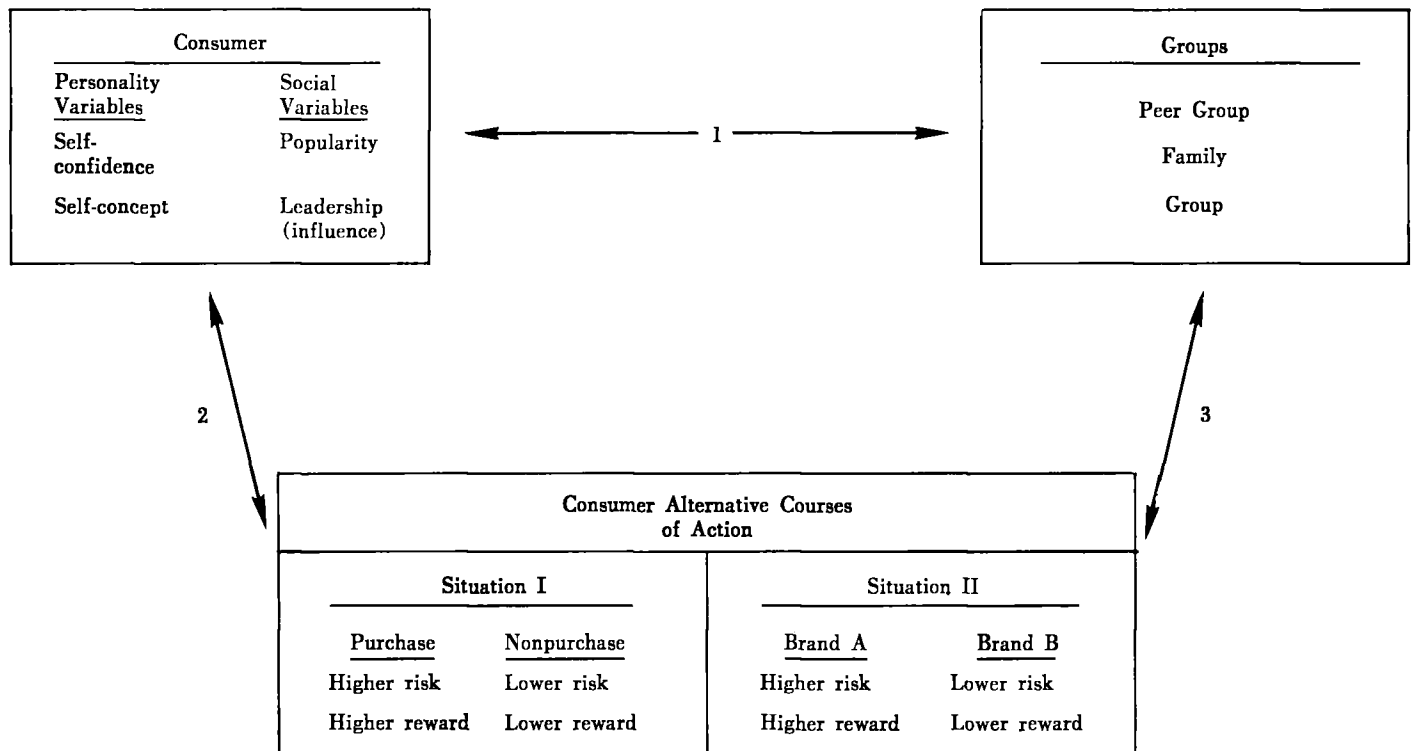 Consumer
Personality Variables
Social Variables
Self-confidence
Popularity
Self-concept
Leadership (influence)
1
Groups
Peer Group
Family
Group
2
3
Consumer Alternative Courses
of Action
Situation I
Purchase Nonpurchase
Higher risk Lower risk
Higher reward Lower reward
Situation II
Brand A Brand B
Higher risk Lower risk
Higher reward Lower reward